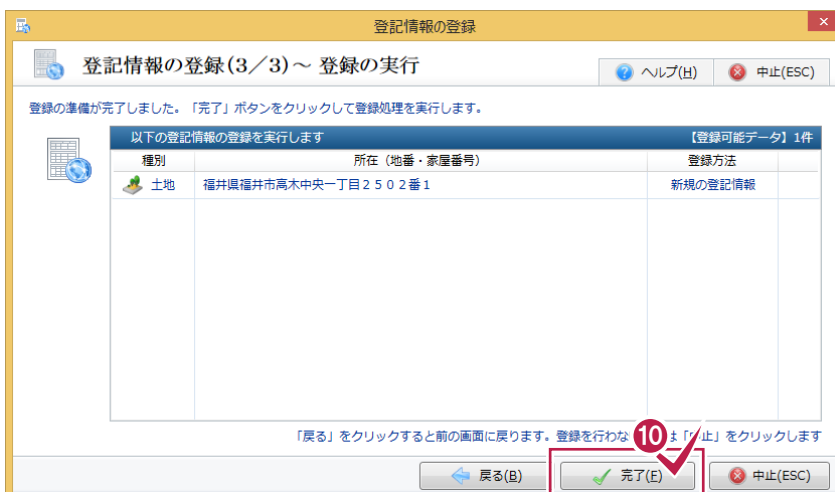 登記情報の登録
登記情報の登録(3/3)～ 登録の実行
ヘルプ(H)
中止(ESC)
登録の準備が完了しました。「完了」ボタンをクリックして登録処理を実行します。
以下の登記情報の登録を実行します
【登録可能データ】1件
種別
所在（地番・家屋番号）
登録方法
土地
福井県福井市高木中央一丁目２５０２番１
新規の登記情報
「戻る」をクリックすると前の画面に戻ります。登録を行わな
は「中止」をクリックします
10
戻る(B)
完了(F)
中止(ESC)